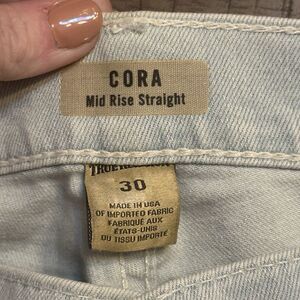 CORA
Mid Rise Straight
30
MADE IN USA
OF IMPORTED FABRIC
FABRIQUÉ AUX
ÉTATS-UNIS
DU TISSU IMPORTÉ